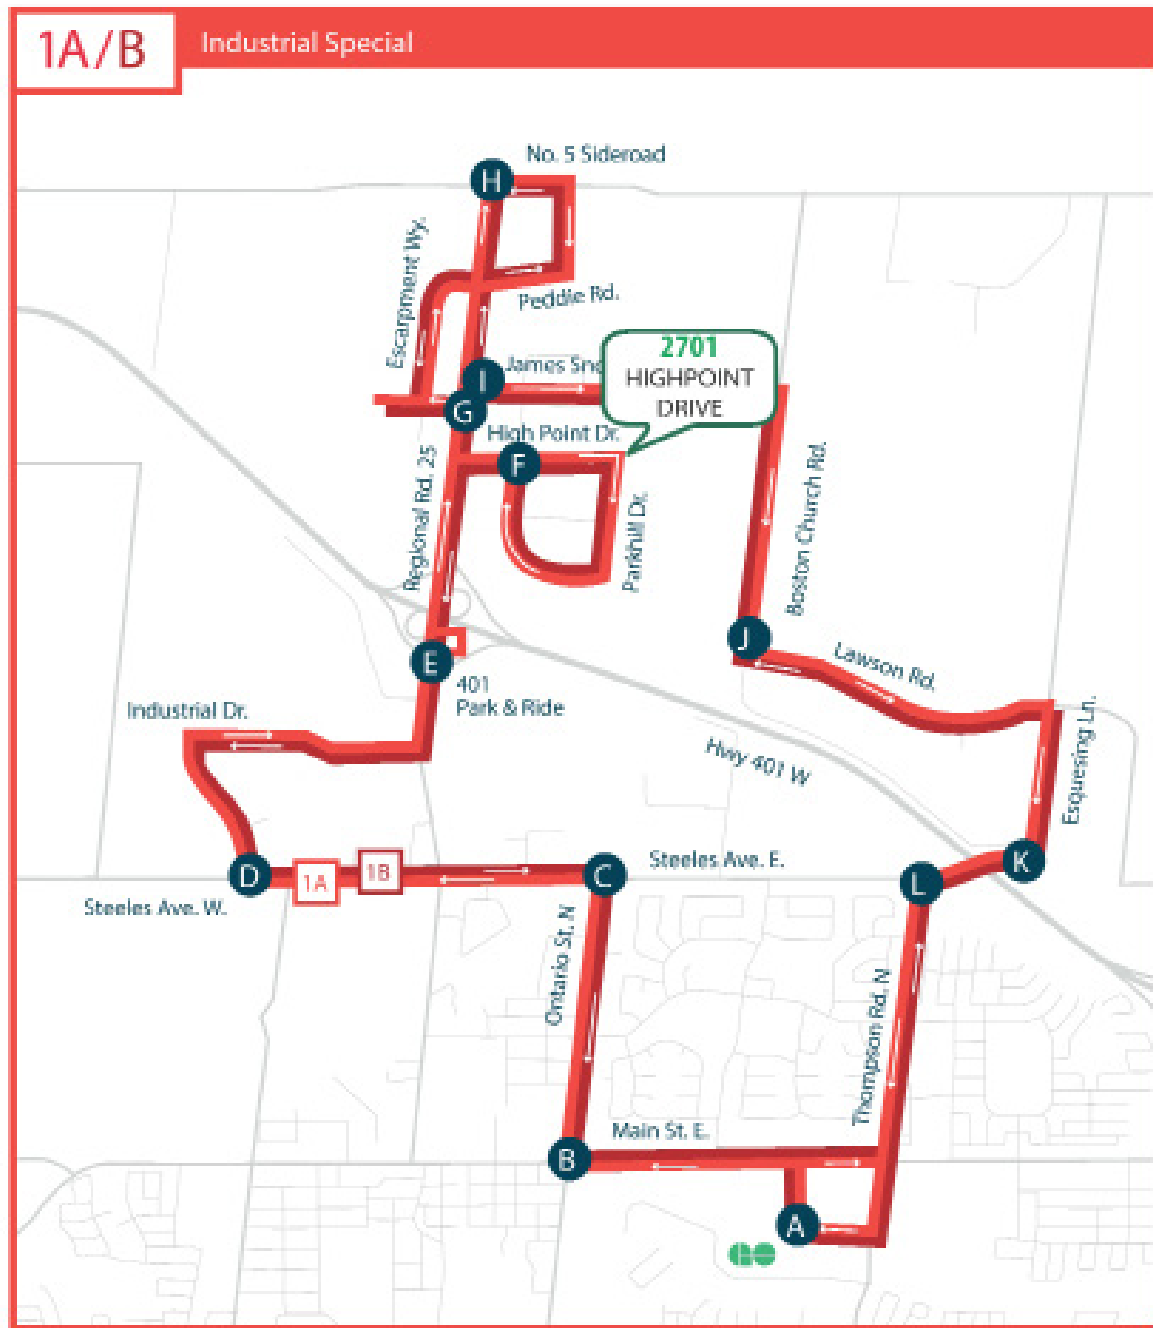 1A/B
Industrial Special
No. 5 Sideroad
H
Escarpment Wy.
Peddie Rd.
2701
HIGHPOINT
DRIVE
James
I
G
High Point Dr.
F
Regional Rd. 25
Parkhill Dr.
Boston Church Rd.
J
Lawson Rd.
E
401
Park & Ride
Industrial Dr.
Hwy 401 W
Esquesing Ln.
K
Steeles Ave. E.
D
1A
1B
C
L
Steeles Ave. W.
Ontario St. N
Thompson Rd. N
Main St. E.
B
A
GO